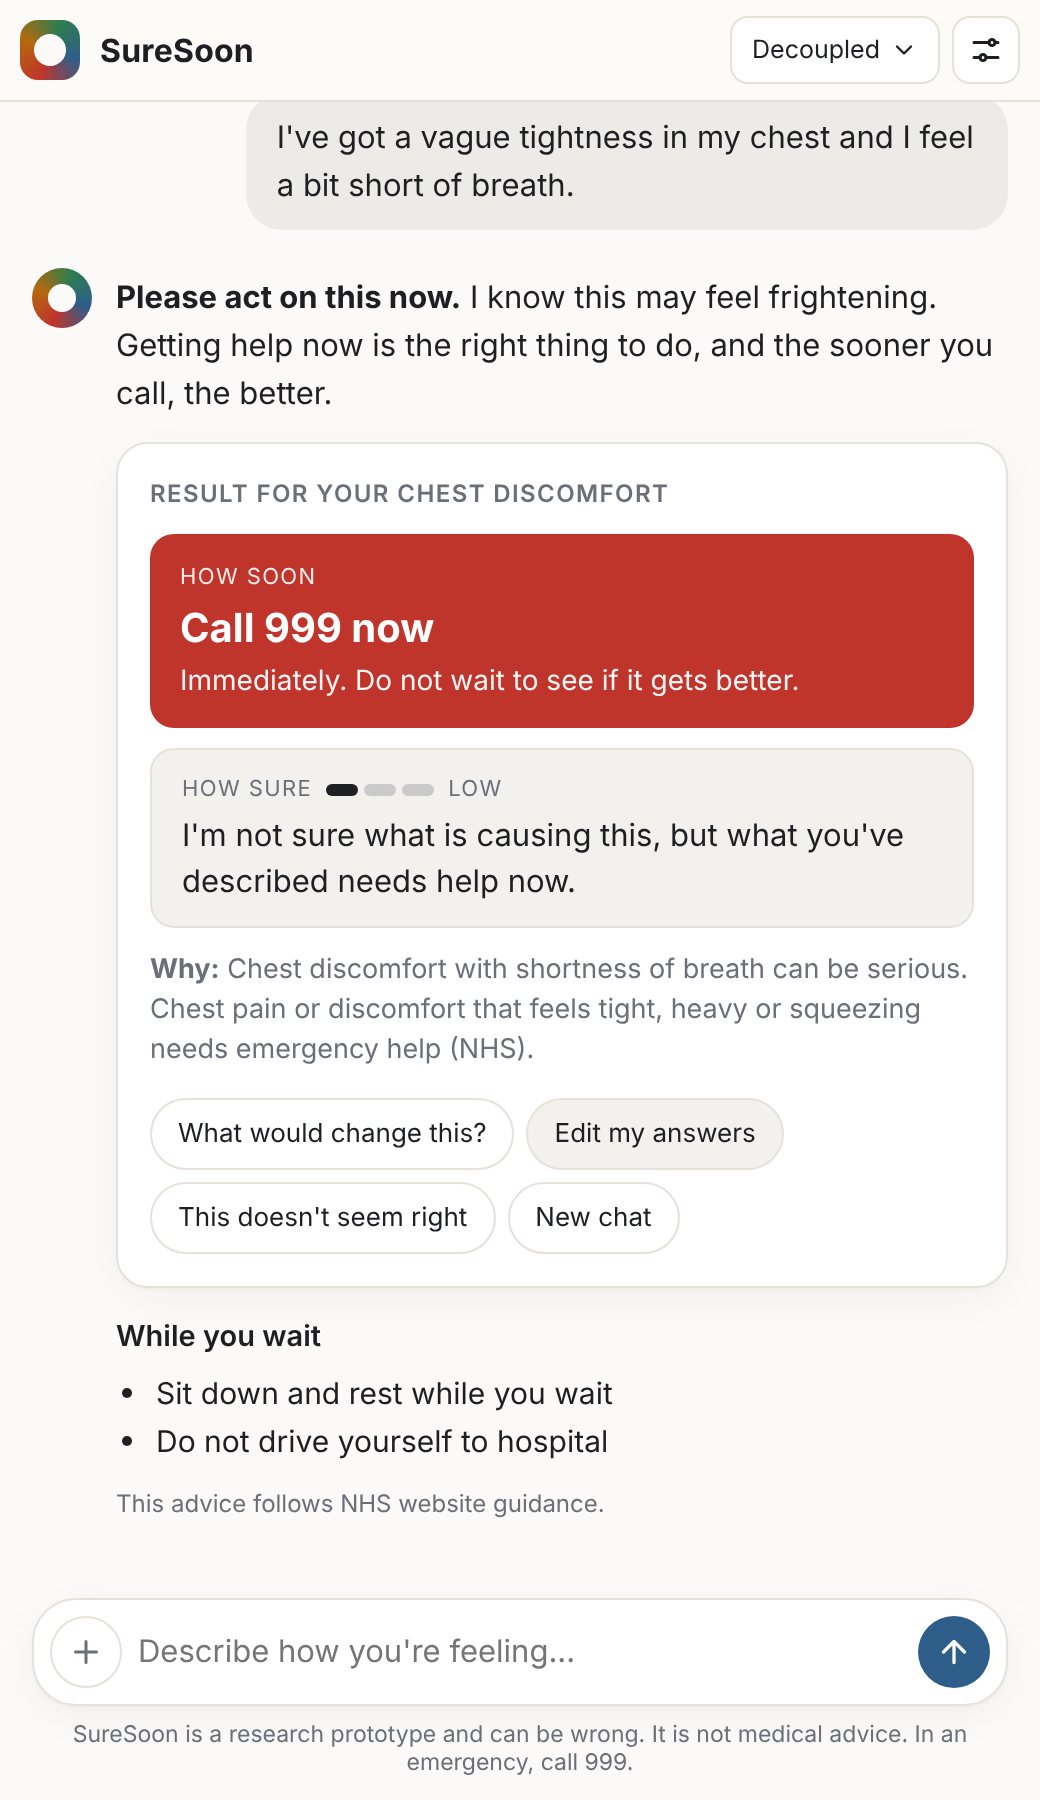 SureSoon
Decoupled
I've got a vague tightness in my chest and I feel
a bit short of breath.
Please act on this now. I know this may feel frightening.
Getting help now is the right thing to do, and the sooner you
call, the better.
RESULT FOR YOUR CHEST DISCOMFORT
HOW SOON
Call 999 now
Immediately. Do not wait to see if it gets better.
HOW SURE LOW
I'm not sure what is causing this, but what you've
described needs help now.
Why: Chest discomfort with shortness of breath can be serious.
Chest pain or discomfort that feels tight, heavy or squeezing
needs emergency help (NHS).
What would change this?
Edit my answers
This doesn't seem right
New chat
While you wait
• Sit down and rest while you wait
• Do not drive yourself to hospital
This advice follows NHS website guidance.
Describe how you're feeling...
SureSoon is a research prototype and can be wrong. It is not medical advice. In an
emergency, call 999.